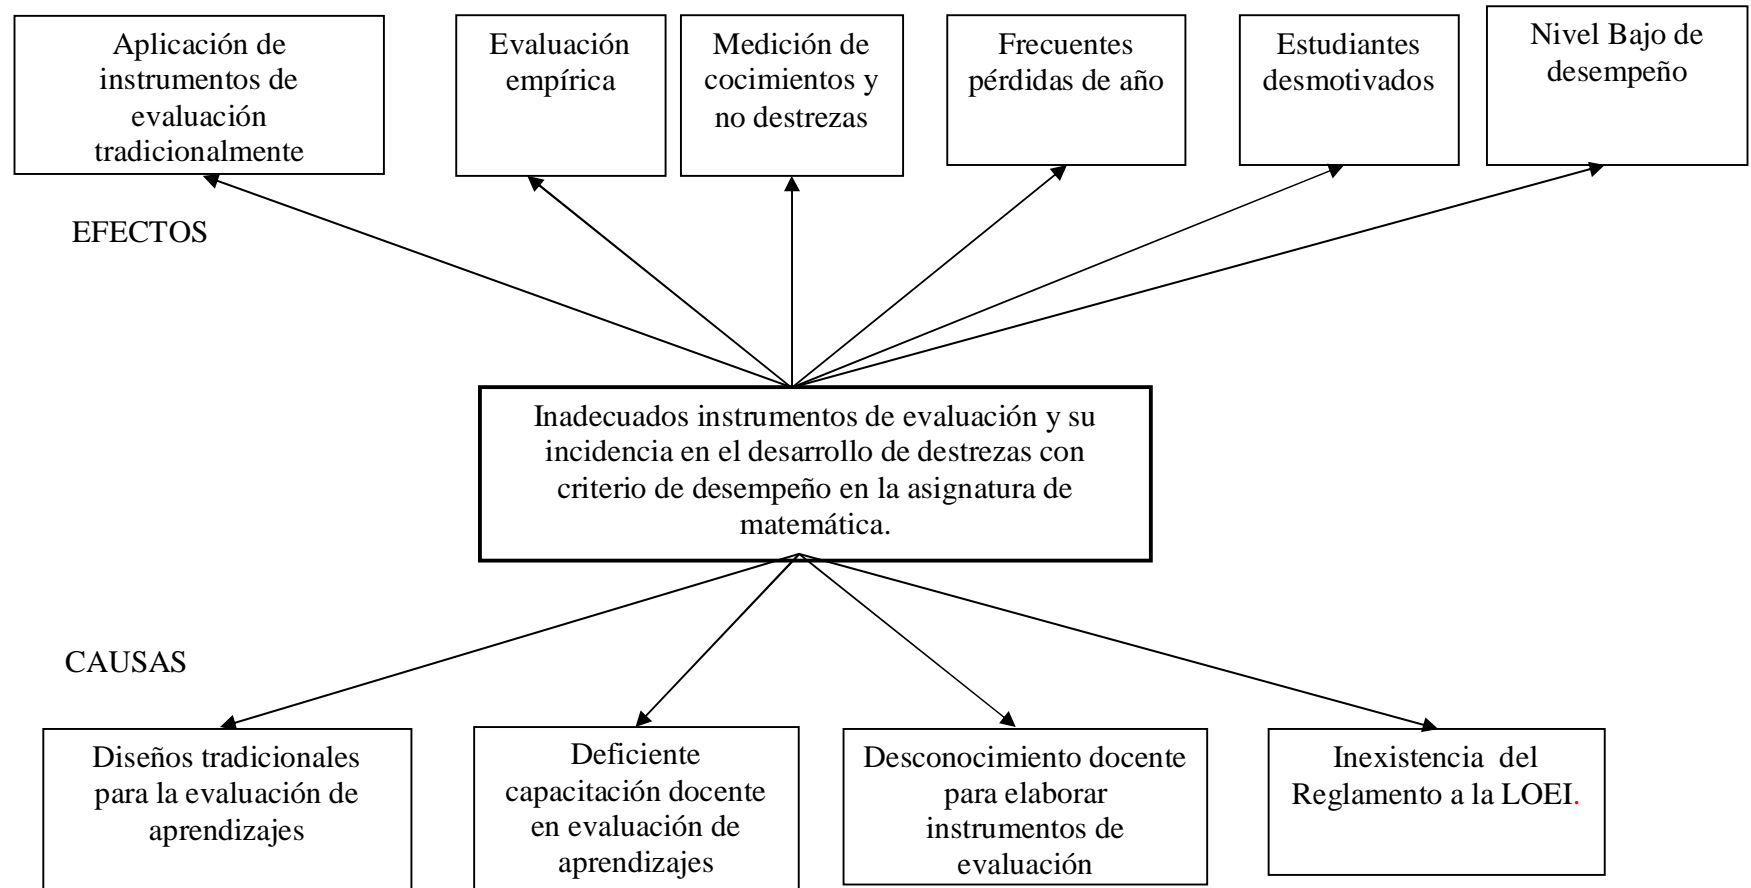 Aplicación de
instrumentos de
evaluación
tradicionalmente
Evaluación
empírica
Medición de
cocimientos y
no destrezas
Frecuentes
pérdidas de año
Estudiantes
desmotivados
Nivel Bajo de
desempeño
EFECTOS
Inadecuados instrumentos de evaluación y su
incidencia en el desarrollo de destrezas con
criterio de desempeño en la asignatura de
matemática.
CAUSAS
Diseños tradicionales
para la evaluación de
aprendizajes
Deficiente
capacitación docente
en evaluación de
aprendizajes
Desconocimiento docente
para elaborar
instrumentos de
evaluación
Inexistencia del
Reglamento a la LOEI.